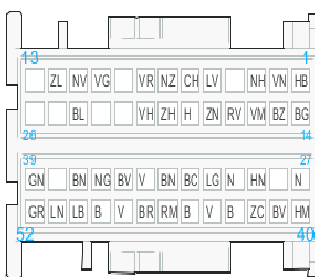 13 1
ZL NV VG VR NZ CH LV NH VN HB
BL VH ZH H ZN RV VM BZ BG
26 14
39 27
GN BN NG BV V BN BC LG N HN N
GR LN LB B V BR RM B V B ZC BV HM
52 40